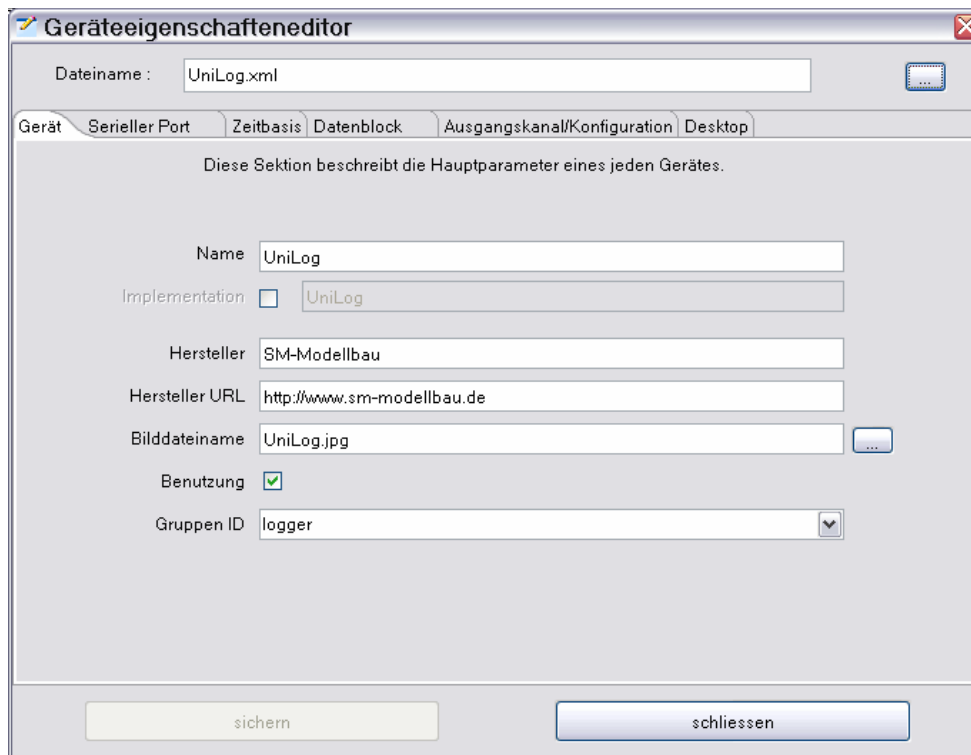 Geräteeigenschafteneditor
Dateiname :
UniLog.xml
...
Gerät Serieller Port Zeitbasis Datenblock Ausgangskanal/Konfiguration Desktop
Diese Sektion beschreibt die Hauptparameter eines jeden Gerätes.
Name UniLog
Implementation UniLog
Hersteller SM-Modellbau
Hersteller URL http://www.sm-modellbau.de
Bilddateiname UniLog.jpg ...
Benutzung
Gruppen ID logger
sichern schliessen